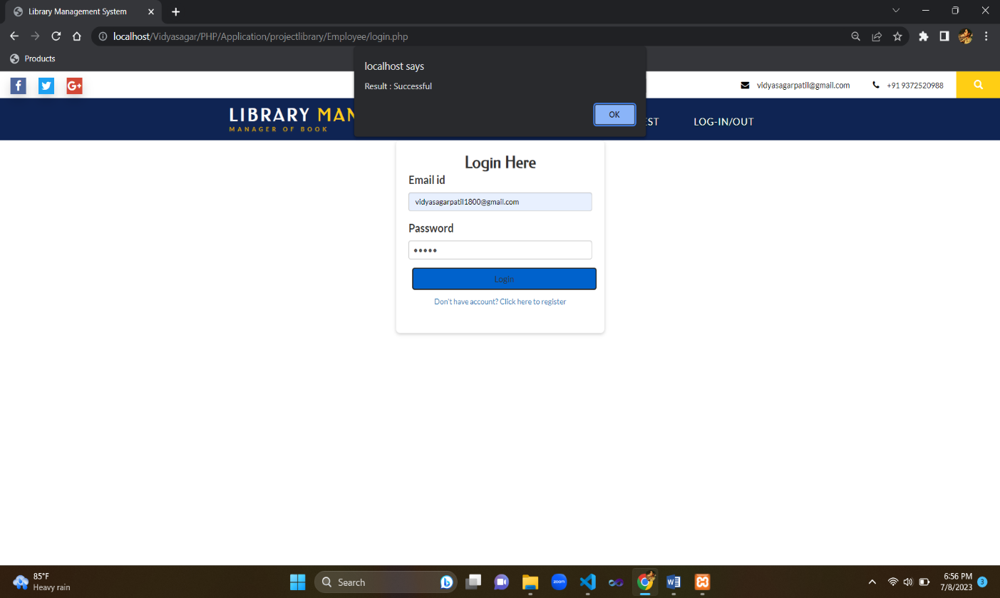 Library Management System
localhost/Vidyasagar/PHP/Application/projectlibrary/Employee/login.php
Products
localhost says
Result : Successful
OK
f
G+
vidyasagarpatil@gmail.com
+91 9372520988
LIBRARY MAN
MANAGER OF BOOK
EST
LOG-IN/OUT
Login Here
Email id
vidyasagarpatil1800@gmail.com
Password
Login
Don't have account? Click here to register
85°F
Heavy rain
Search
zoom
W
6:56 PM
7/8/2023
3